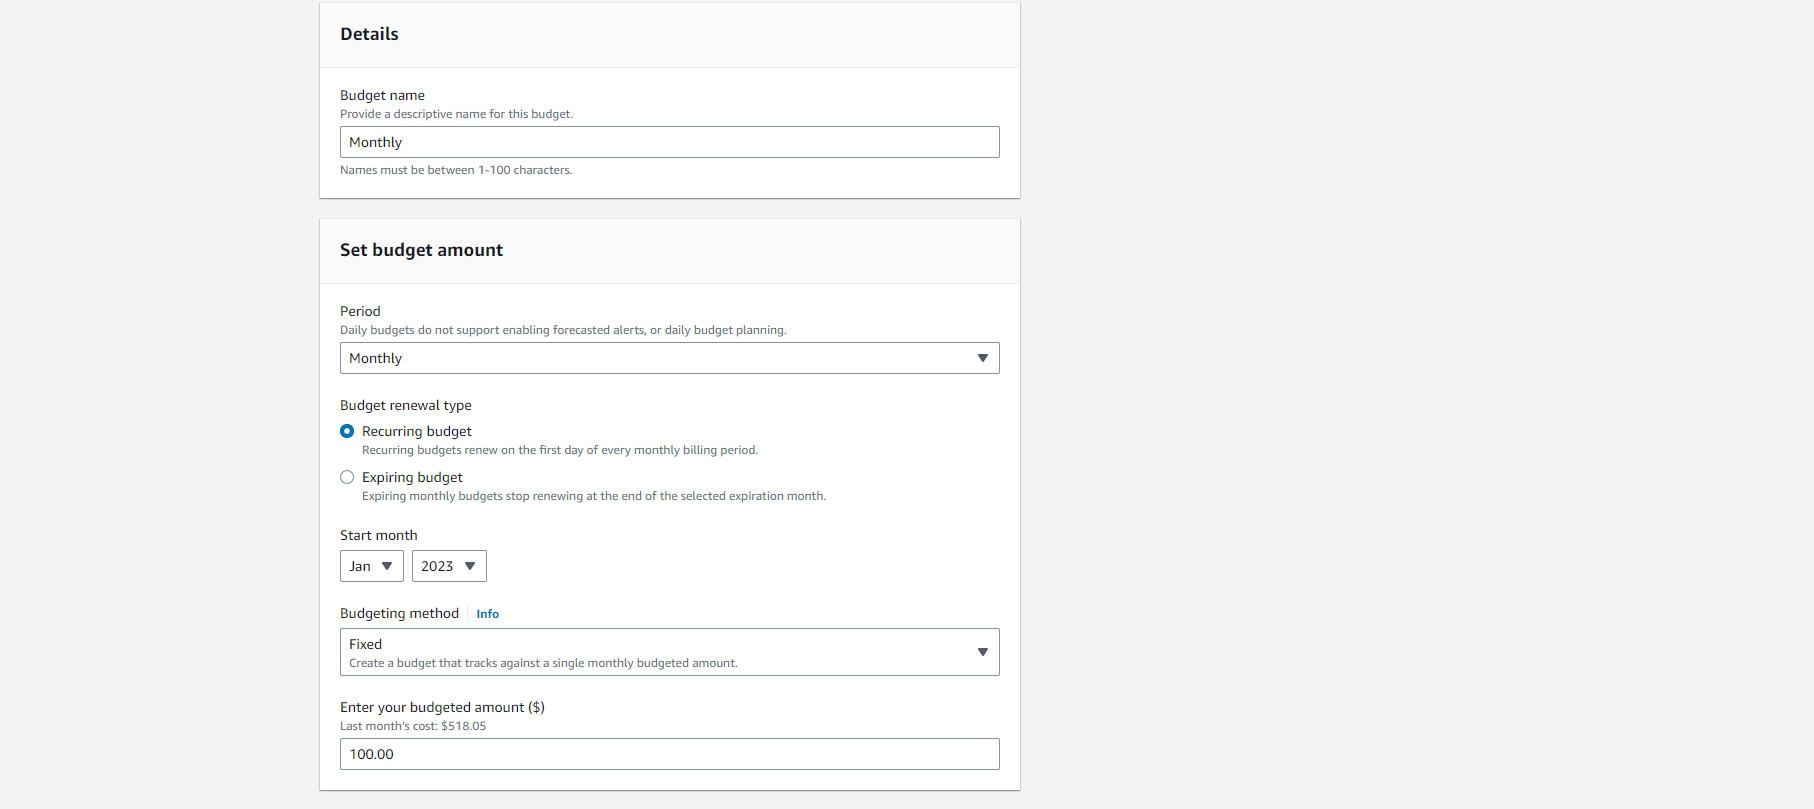 Details
Budget name
Provide a descriptive name for this budget.
Monthly
Names must be between 1-100 characters.
Set budget amount
Period
Daily budgets do not support enabling forecasted alerts, or daily budget planning.
Monthly
Budget renewal type
Recurring budget
Recurring budgets renew on the first day of every monthly billing period.
Expiring budget
Expiring monthly budgets stop renewing at the end of the selected expiration month.
Start month
Jan 2023
Budgeting method Info
Fixed
Create a budget that tracks against a single monthly budgeted amount.
Enter your budgeted amount ($)
Last month's cost: $518.05
100.00